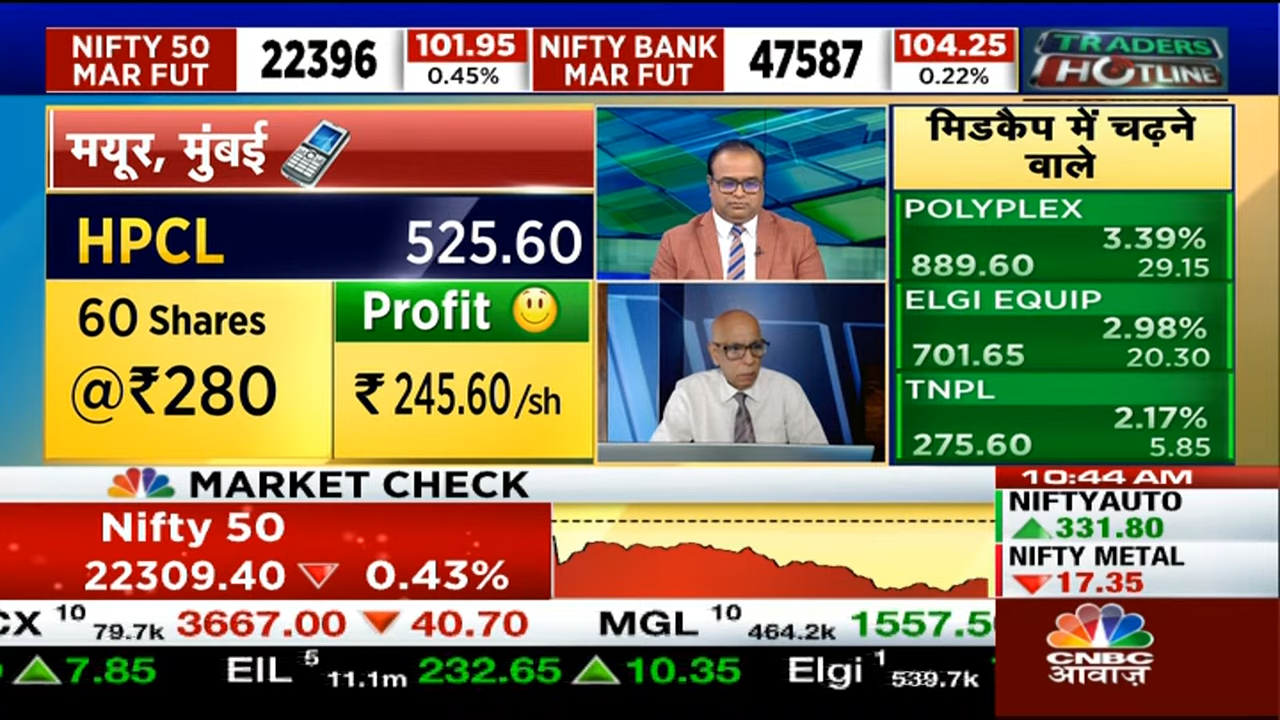 NIFTY 50
MAR FUT
22396
101.95
0.45%
NIFTY BANK
MAR FUT
47587
104.25
0.22%
TRADERS
HOTLINE
मयूर, मुंबई
HPCL 525.60
60 Shares
@₹280
Profit
₹ 245.60/sh
मिडकैप में चढ़ने
वाले
POLYPLEX
3.39%
889.60 29.15
ELGI EQUIP
2.98%
701.65 20.30
TNPL
2.17%
275.60 5.85
MARKET CHECK
10:44 AM
Nifty 50
22309.40 0.43%
NIFTYAUTO
331.80
NIFTY METAL
17.35
CX 10 79.7k 3667.00 40.70 MGL 10 464.2k 1557.5
7.85 EIL 5 11.1m 232.65 10.35 Elgi 1 539.7k
CNBC
आवाज़